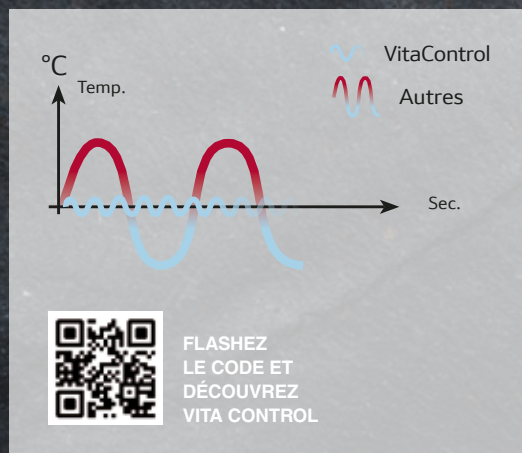 °C
Temp.
VitaControl
Autres
Sec.
FLASHEZ
LE CODE ET
DÉCOUVREZ
VITA CONTROL